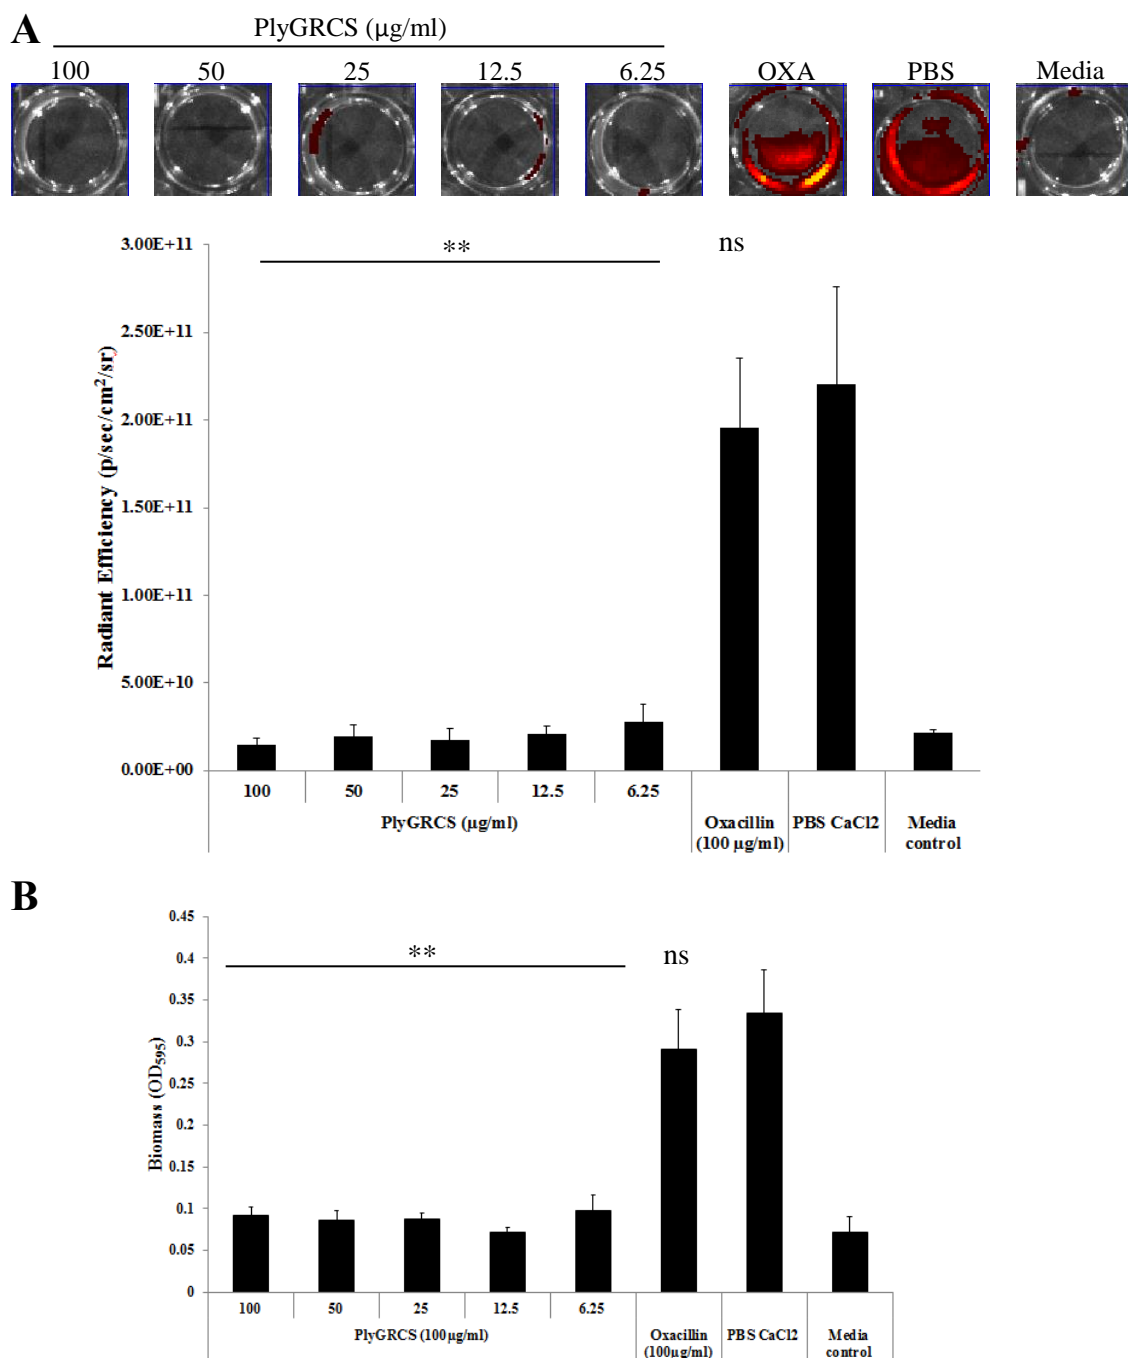 A
PlyGRCS (µg/ml)
100 50 25 12.5 6.25 OXA PBS Media
** ns
3.00E+11
2.50E+11
2.00E+11
1.50E+11
1.00E+11
5.00E+10
0.00E+00
Radiant Efficiency (p/sec/cm²/sr)
100 50 25 12.5 6.25
PlyGRCS (µg/ml) Oxacillin PBS CaCl2 Media
(100 µg/ml) control
B
0.45
0.4
0.35
0.3
0.25
0.2
0.15
0.1
0.05
0
** ns
Biomass (OD₅₉₅)
100 50 25 12.5 6.25
PlyGRCS (100µg/ml) Oxacillin PBS CaCl2 Media
(100µg/ml) control